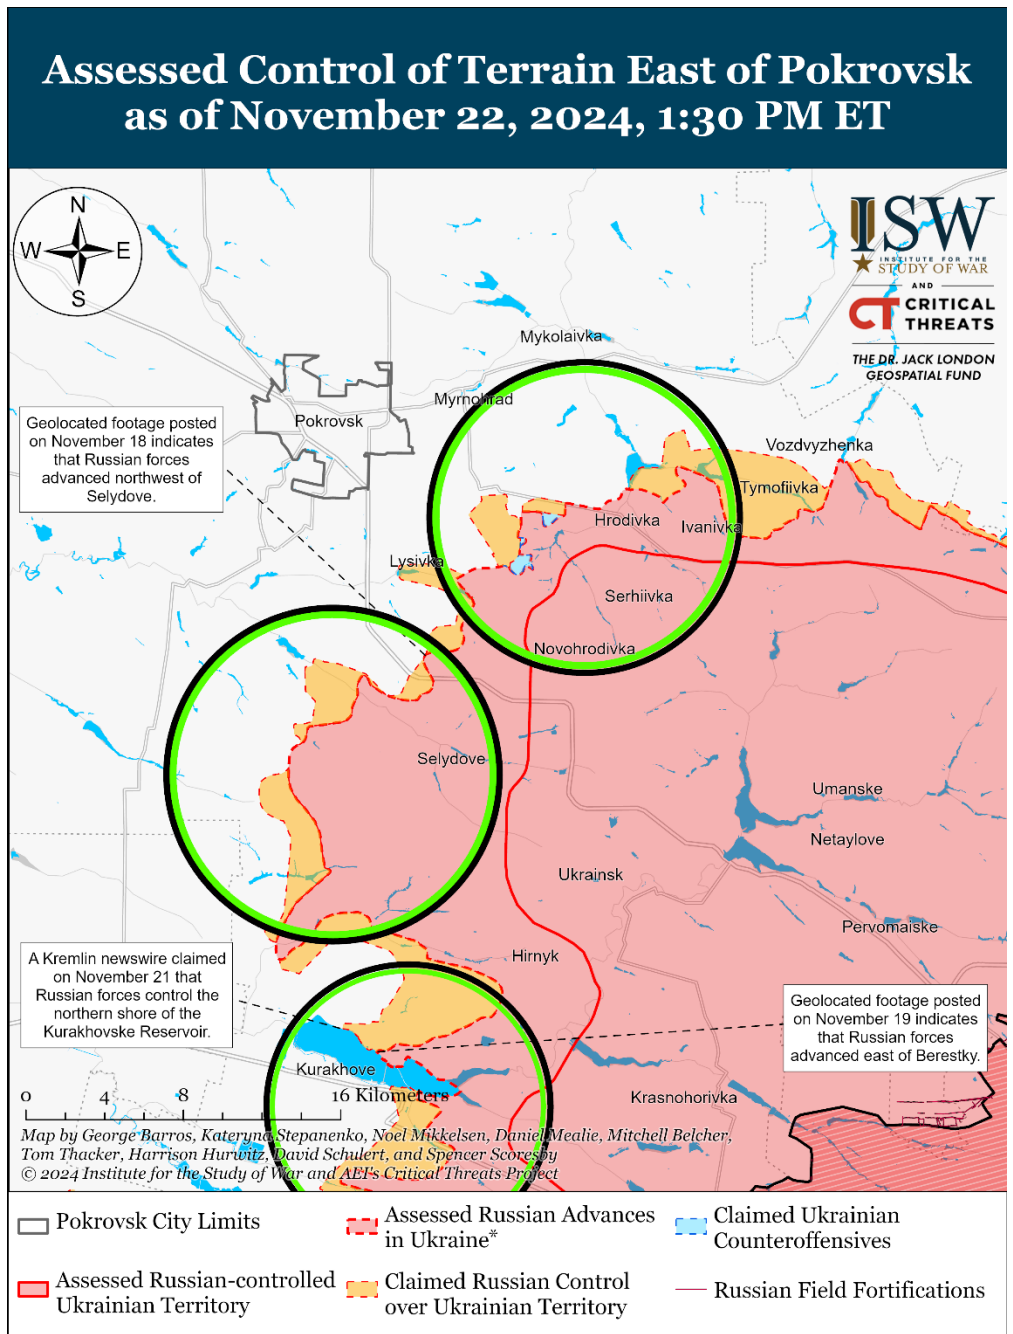 Assessed Control of Terrain East of Pokrovsk
as of November 22, 2024, 1:30 PM ET
N
W
E
S
ISW
INSTITUTE FOR THE
STUDY OF WAR
AND
CT CRITICAL
THREATS
THE DR. JACK LONDON
GEOSPATIAL FUND
Mykolaivka
Myrnohrad
Pokrovsk
Geolocated footage posted
on November 18 indicates
that Russian forces
advanced northwest of
Selydove.
Vozdvyzhenka
Tymofiivka
Hrodivka
Ivanivka
Lysivka
Serhiivka
Novohrodivka
Selydove
Umanske
Netaylove
Ukrainsk
Pervomaiske
Hirnyk
A Kremlin newswire claimed
on November 21 that
Russian forces control the
northern shore of the
Kurakhovske Reservoir.
Geolocated footage posted
on November 19 indicates
that Russian forces
advanced east of Berestky.
Kurakhove
Krasnohorivka
0 4 8 16 Kilometers
Map by George Barros, Kateryna Stepanenko, Noel Mikkelsen, Daniel Mealie, Mitchell Belcher,
Tom Thacker, Harrison Hurwitz, David Schulert, and Spencer Scoresby
© 2024 Institute for the Study of War and AEI's Critical Threats Project
Pokrovsk City Limits
Assessed Russian Advances
in Ukraine*
Claimed Ukrainian
Counteroffensives
Assessed Russian-controlled
Ukrainian Territory
Claimed Russian Control
over Ukrainian Territory
Russian Field Fortifications